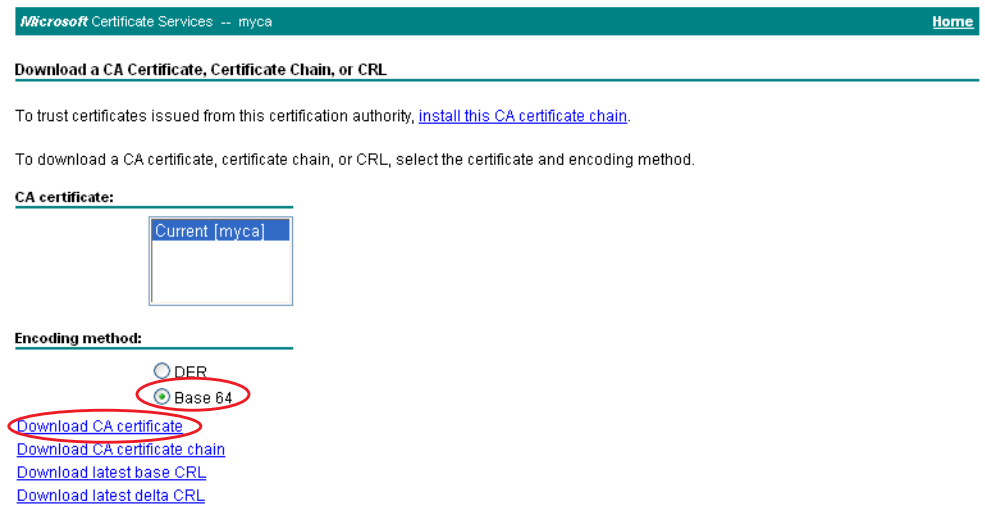 Microsoft Certificate Services -- myca Home
Download a CA Certificate, Certificate Chain, or CRL
To trust certificates issued from this certification authority, install this CA certificate chain.
To download a CA certificate, certificate chain, or CRL, select the certificate and encoding method.
CA certificate:
Current [myca]
Encoding method:
DER
Base 64
Download CA certificate
Download CA certificate chain
Download latest base CRL
Download latest delta CRL